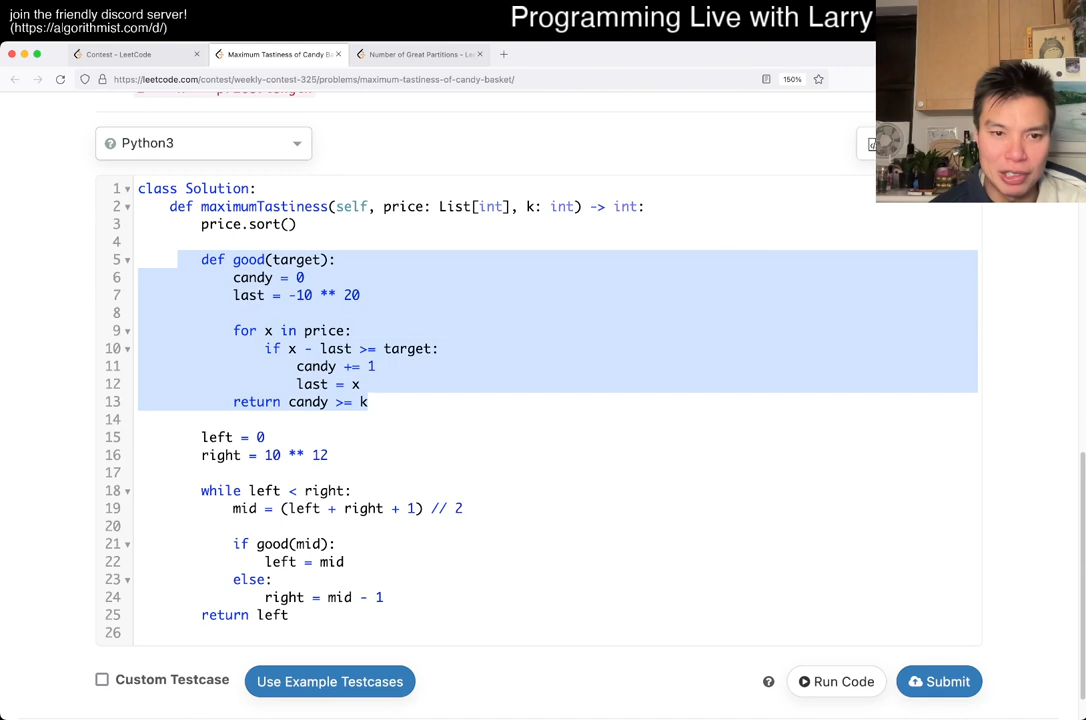 join the friendly discord server!
(https://algorithmist.com/d/)
Programming Live with Larry
Contest - LeetCode
Maximum Tastiness of Candy Ba
Number of Great Partitions - Lee
https://leetcode.com/contest/weekly-contest-325/problems/maximum-tastiness-of-candy-basket/
150%
Python3
1 class Solution:
2 def maximumTastiness(self, price: List[int], k: int) -> int:
3 price.sort()
4
5 def good(target):
6 candy = 0
7 last = -10 ** 20
8
9 for x in price:
10 if x - last >= target:
11 candy += 1
12 last = x
13 return candy >= k
14
15 left = 0
16 right = 10 ** 12
17
18 while left < right:
19 mid = (left + right + 1) // 2
20
21 if good(mid):
22 left = mid
23 else:
24 right = mid - 1
25 return left
26
Custom Testcase
Use Example Testcases
Run Code
Submit